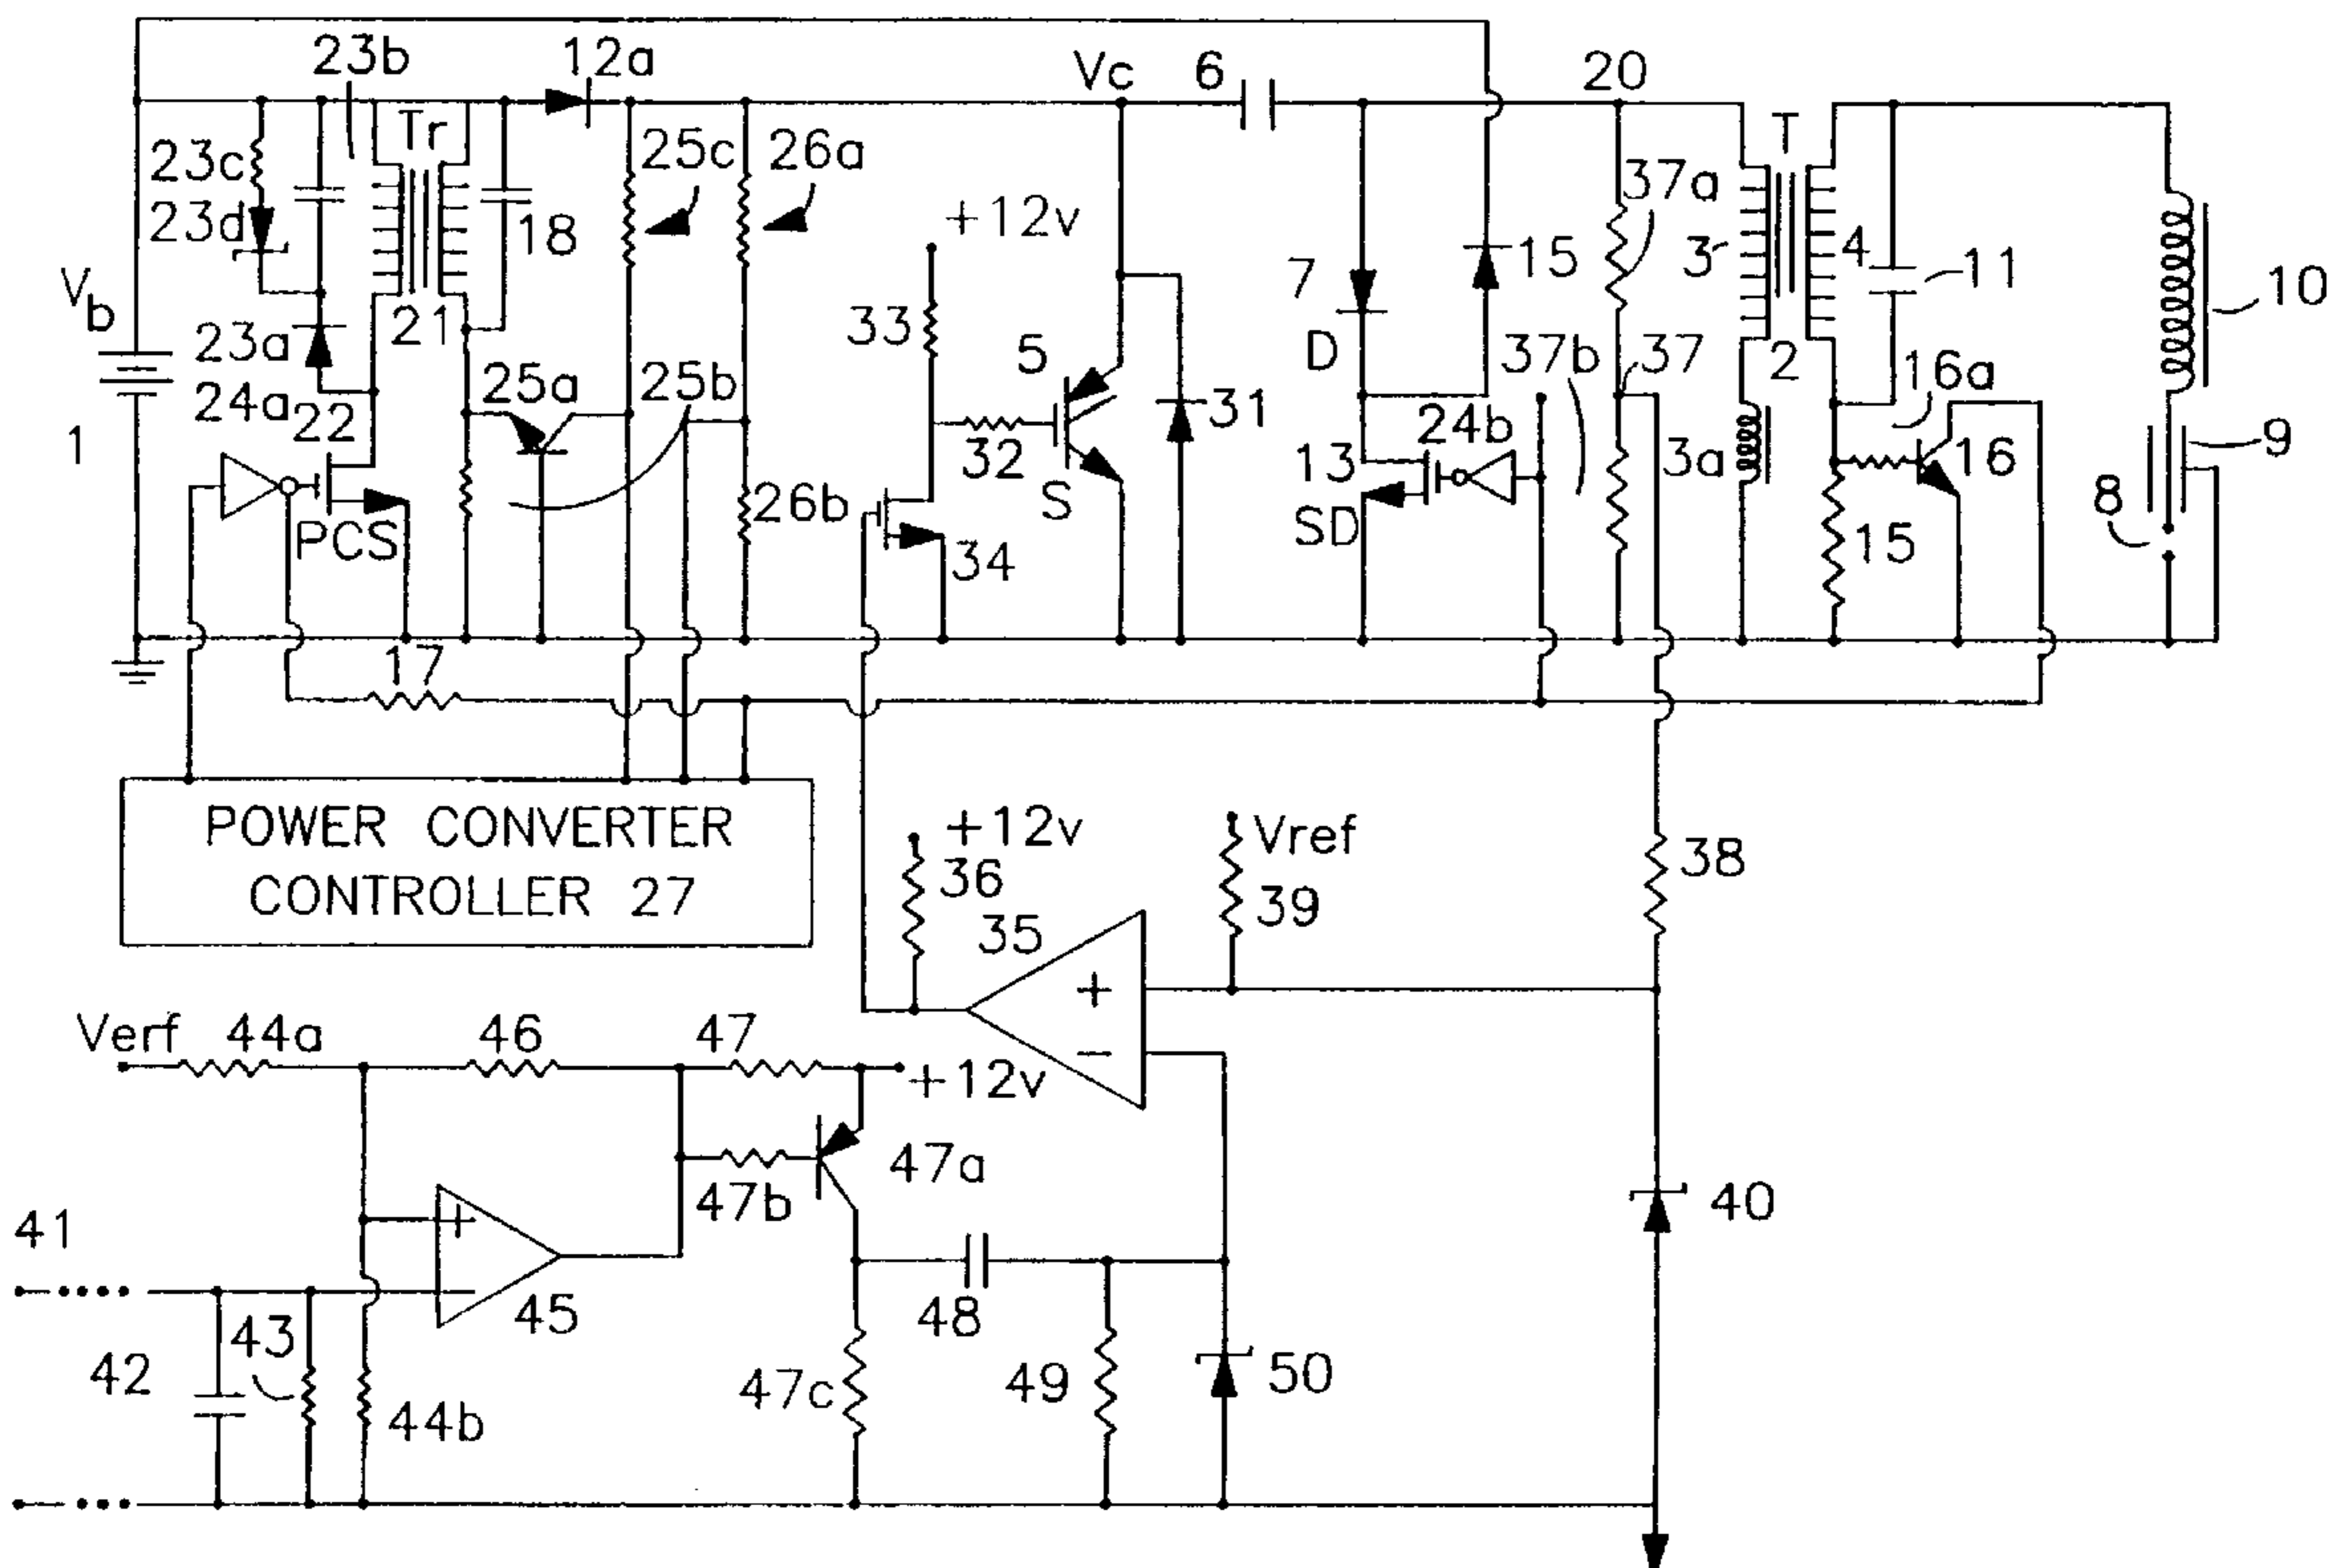 23b
12a
Vc
6
20
Tr
T
23c
25c
26a
37a
23d
18
+12v
3
4
11
15
7
10
Vb
21
33
D
2
23a
5
37b
37
16a
24a
22
25a
25b
31
1
32
13
24b
3a
16
9
PCS
26b
S
SD
8
34
15
17
POWER CONVERTER
CONTROLLER 27
+12v
Vref
38
36
39
35
+
−
Verf
44a
46
47
+12v
47a
47b
40
41
+
−
45
48
43
42
47c
49
50
44b